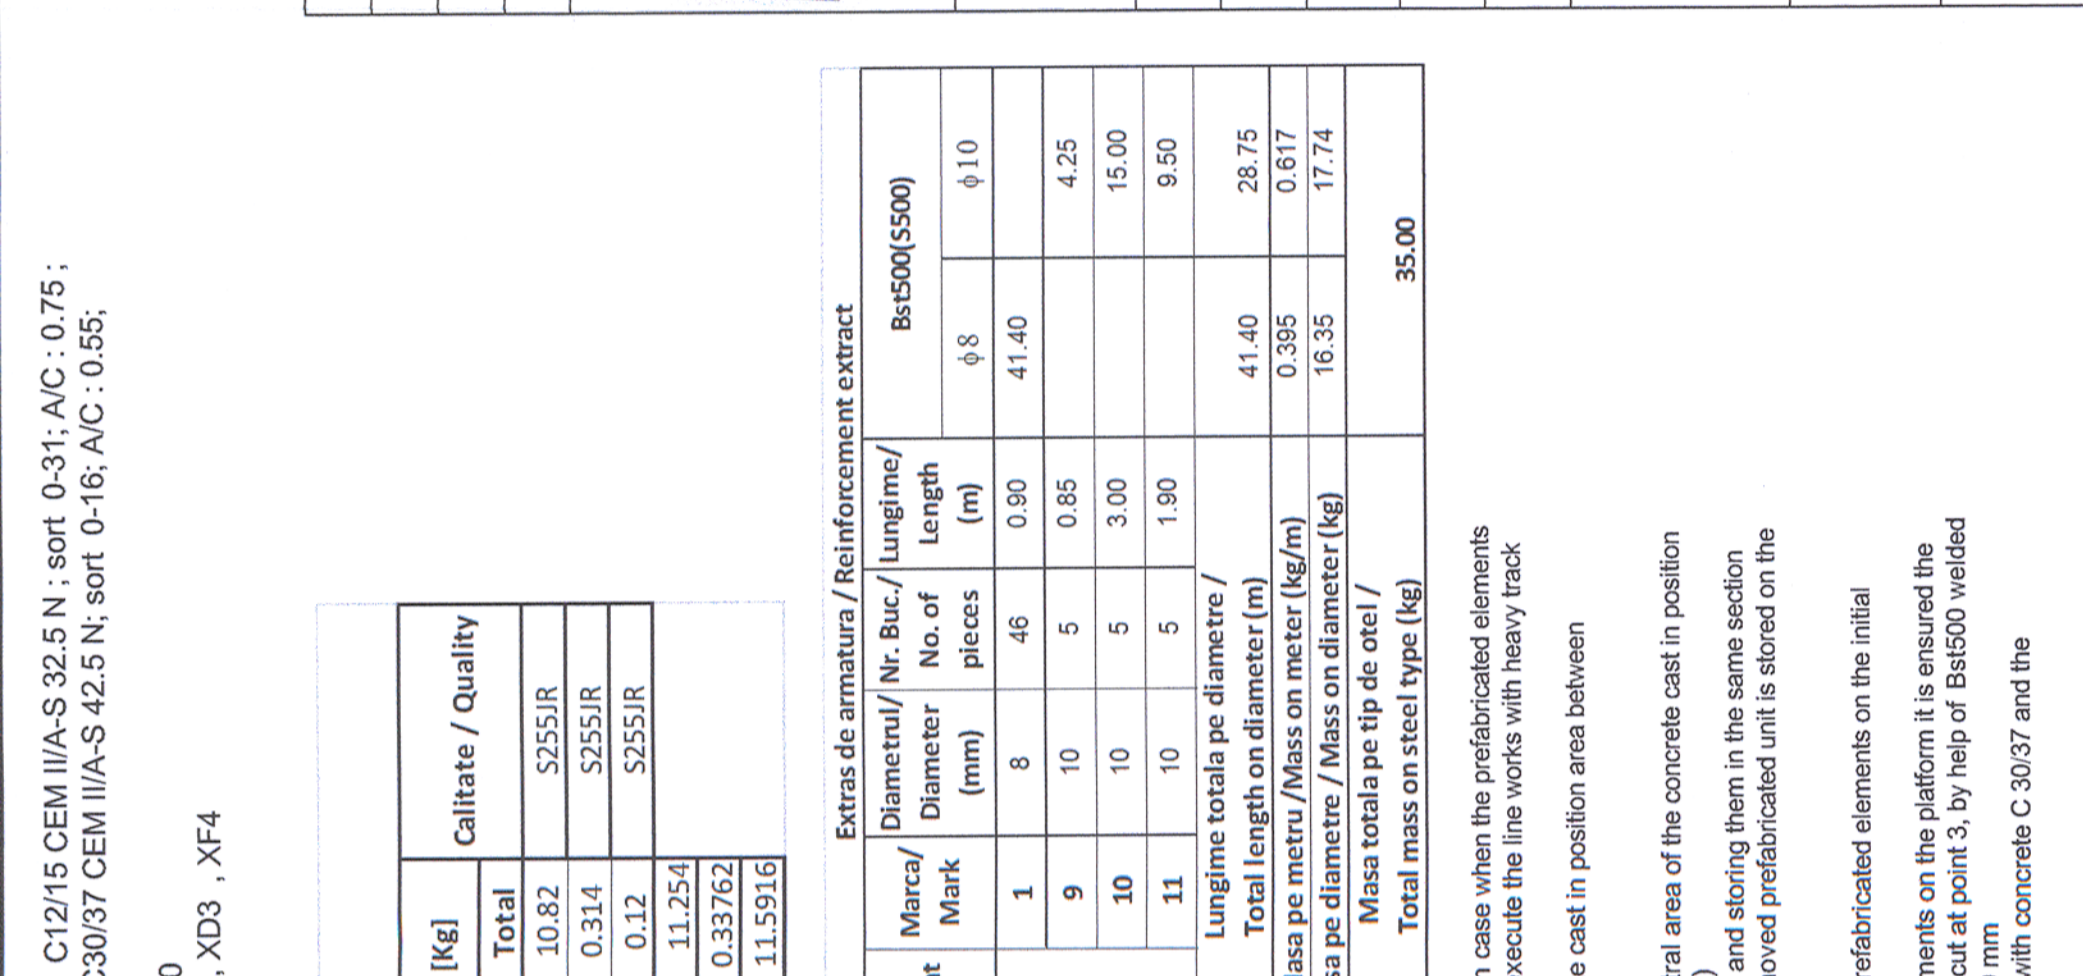 C12/15 CEM II/A-S 32.5 N ; sort 0-31; A/C : 0.75 ;
C30/37 CEM II/A-S 42.5 N; sort 0-16; A/C : 0.55;
0
, XD3 , XF4
[Kg] Calitate / Quality
Total
10.82 S255JR
0.314 S255JR
0.12 S255JR
11.254
0.33762
11.5916
Extras de armatura / Reinforcement extract
Marca/ Mark Diametrul/ Diameter (mm) Nr. Buc./ No. of pieces Lungime/ Length (m) Bst500(S500)
ϕ8 ϕ10
1 8 46 0.90 41.40
9 10 5 0.85 4.25
10 10 5 3.00 15.00
11 10 5 1.90 9.50
Lungime totala pe diametre /
Total length on diameter (m) 41.40 28.75
asa pe metru /Mass on meter (kg/m) 0.395 0.617
sa pe diametre / Mass on diameter (kg) 16.35 17.74
Masa totala pe tip de otel /
Total mass on steel type (kg) 35.00
n case when the prefabricated elements
xecute the line works with heavy track
e cast in position area between
tral area of the concrete cast in position
)
and storing them in the same section
oved prefabricated unit is stored on the
refabricated elements on the initial
ments on the platform it is ensured the
cut at point 3, by help of Bst500 welded
mm
with concrete C 30/37 and the